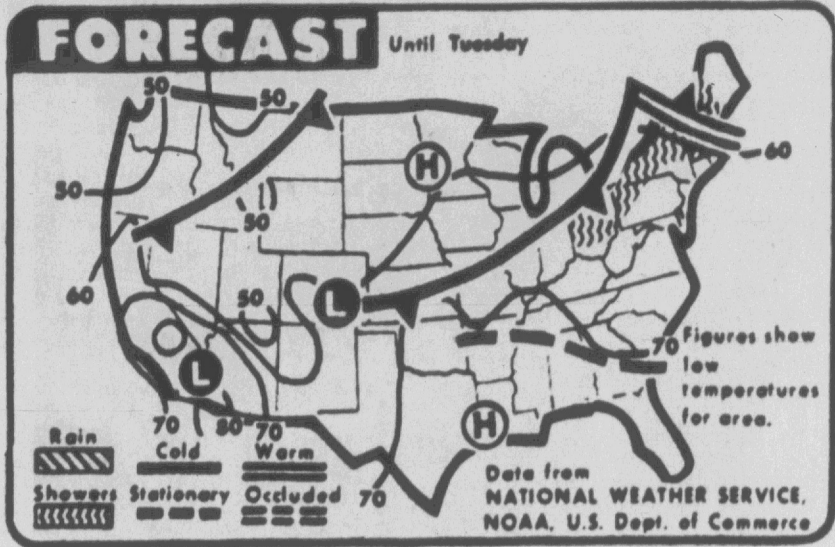 FORECAST
Until Tuesday
50
50
50
60
50
60
H
50
L
L
70
80
70
70
H
70
Figures show
low
temperatures
for area.
Rain
Cold
Warm
Showers
Stationary
Occluded
Data from
NATIONAL WEATHER SERVICE,
NOAA, U.S. Dept. of Commerce